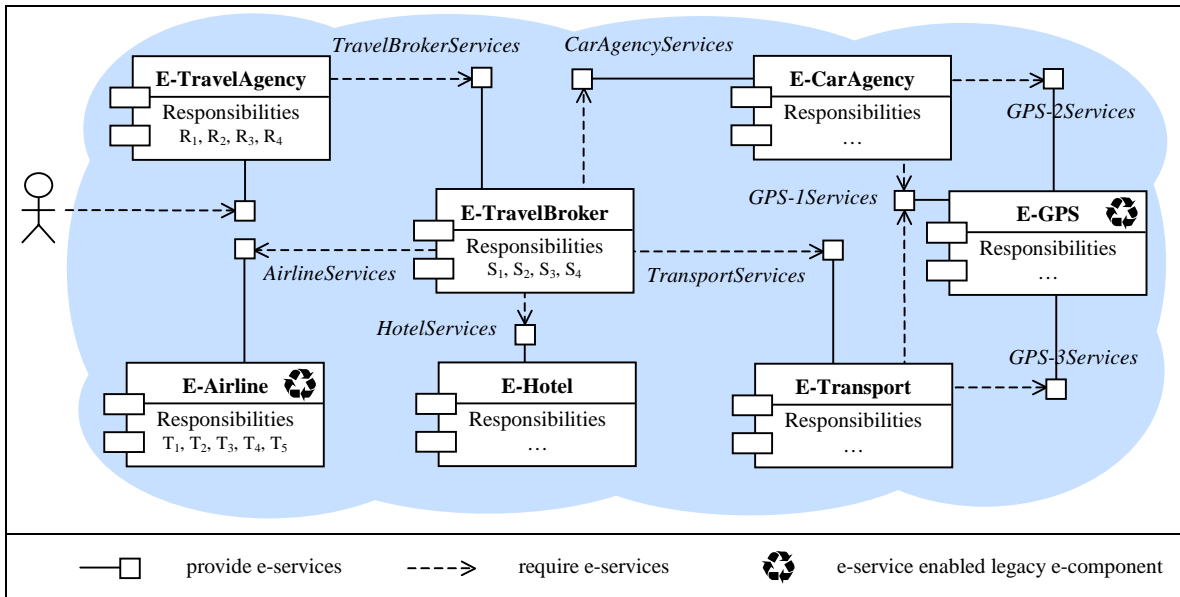 TravelBrokerServices
CarAgencyServices
E-TravelAgency
Responsibilities
R1, R2, R3, R4
E-CarAgency
Responsibilities
…
GPS-2Services
E-TravelBroker
Responsibilities
S1, S2, S3, S4
GPS-1Services
E-GPS
Responsibilities
…
AirlineServices
TransportServices
HotelServices
GPS-3Services
E-Airline
Responsibilities
T1, T2, T3, T4, T5
E-Hotel
Responsibilities
…
E-Transport
Responsibilities
…
provide e-services
require e-services
e-service enabled legacy e-component